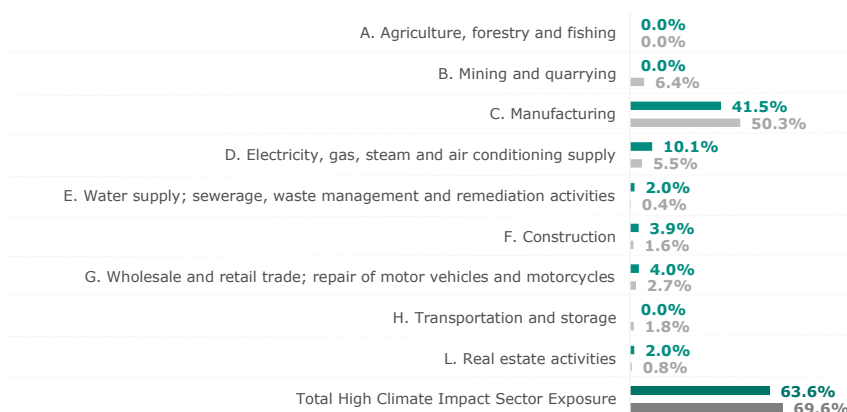 A. Agriculture, forestry and fishing
0.0%
0.0%
B. Mining and quarrying
0.0%
6.4%
C. Manufacturing
41.5%
50.3%
D. Electricity, gas, steam and air conditioning supply
10.1%
5.5%
E. Water supply; sewerage, waste management and remediation activities
2.0%
0.4%
F. Construction
3.9%
1.6%
G. Wholesale and retail trade; repair of motor vehicles and motorcycles
4.0%
2.7%
H. Transportation and storage
0.0%
1.8%
L. Real estate activities
2.0%
0.8%
Total High Climate Impact Sector Exposure
63.6%
69.6%